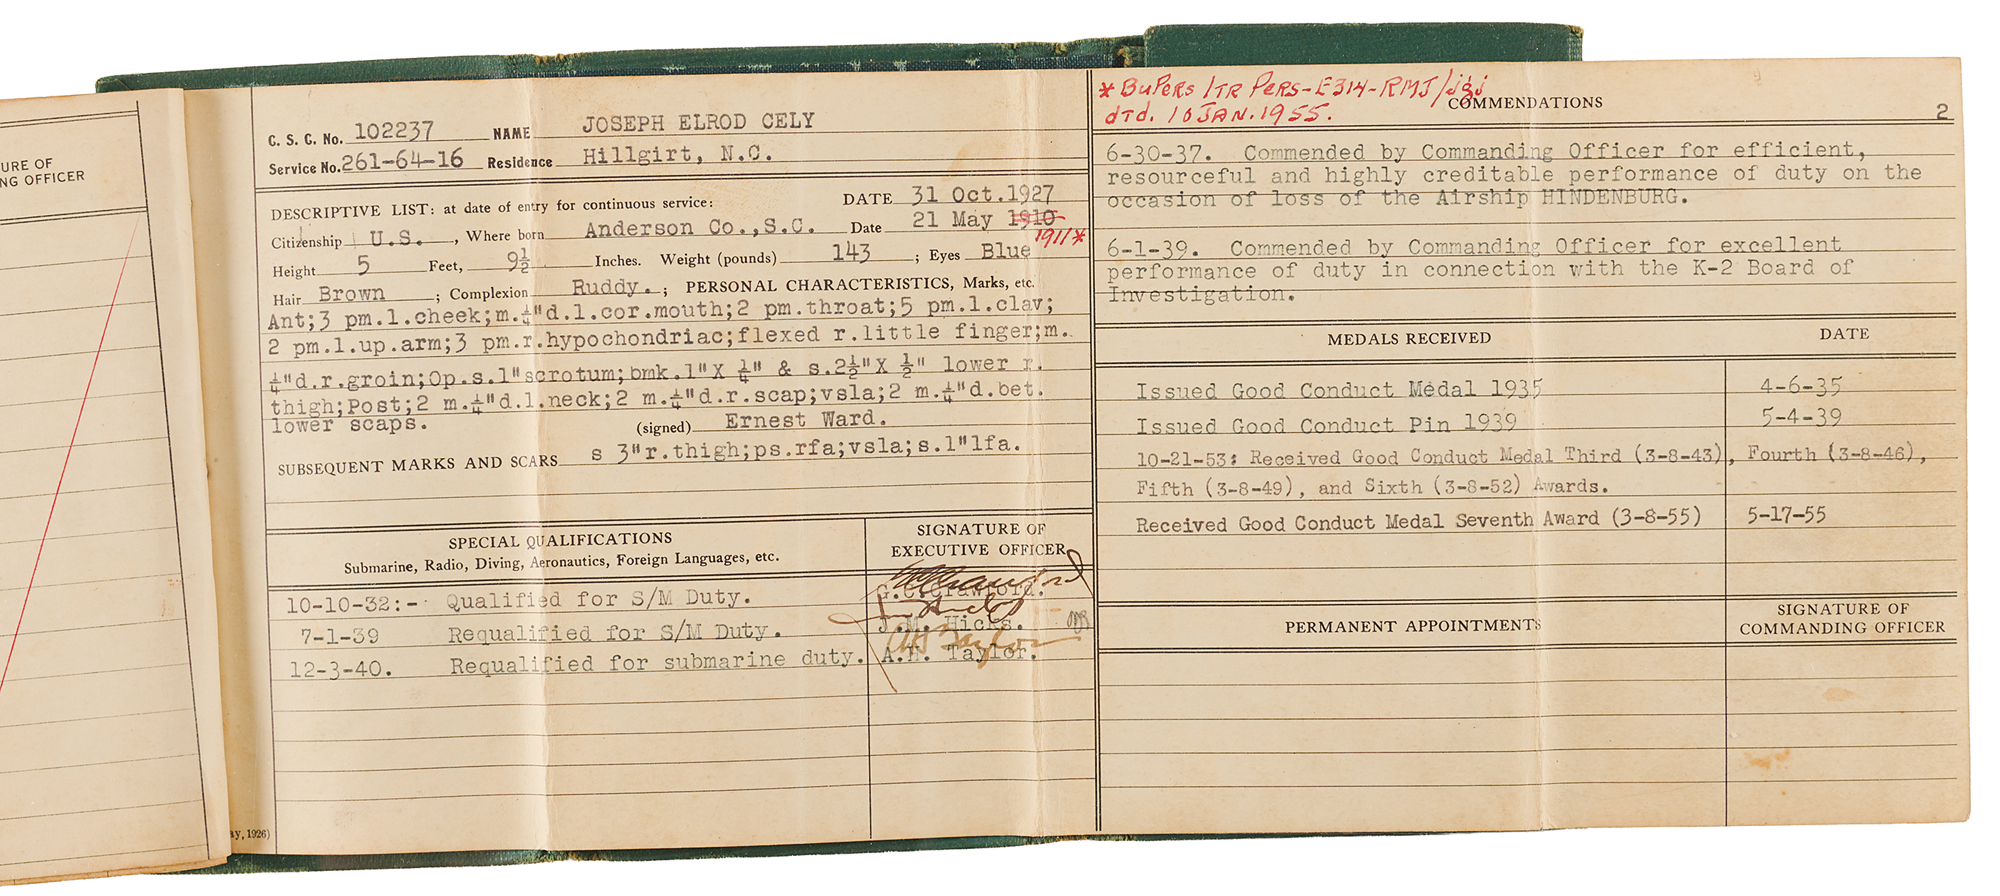 URE OF
NG OFFICER
ay, 1926)
C. S. C. No. 102237 NAME JOSEPH ELROD CELY
Service No. 261-64-16 Residence Hillgirt, N.C.
DESCRIPTIVE LIST: at date of entry for continuous service: DATE 31 Oct.1927
Citizenship U.S. , Where born Anderson Co.,S.C. Date 21 May 1910
1911*
Height 5 Feet, 9½ Inches. Weight (pounds) 143 ; Eyes Blue
Hair Brown ; Complexion Ruddy. ; PERSONAL CHARACTERISTICS, Marks, etc.
Ant;3 pm.l.cheek;m.¼"d.l.cor.mouth;2 pm.throat;5 pm.l.clav;
2 pm.l.up.arm;3 pm.r.hypochondriac;flexed r.little finger;m.
¼"d.r.groin;Op.s.1"scrotum;bmk.1"X ¼" & s.2½"X ½" lower r.
thigh;Post;2 m.¼"d.l.neck;2 m.¼"d.r.scap;vsla;2 m.¼"d.bet.
lower scaps. (signed) Ernest Ward.
SUBSEQUENT MARKS AND SCARS s 3"r.thigh;ps.rfa;vsla;s.1"lfa.
SPECIAL QUALIFICATIONS
Submarine, Radio, Diving, Aeronautics, Foreign Languages, etc.
SIGNATURE OF
EXECUTIVE OFFICER
10-10-32:- Qualified for S/M Duty. G.C.Crawford.
7-1-39 Requalified for S/M Duty. J.M. Hicks.
12-3-40. Requalified for submarine duty. A.H. Taylor.
* BuPers ltr Pers-E314-RMJ/jgj
dtd. 10 JAN. 1955.
COMMENDATIONS 2
6-30-37. Commended by Commanding Officer for efficient,
resourceful and highly creditable performance of duty on the
occasion of loss of the Airship HINDENBURG.
6-1-39. Commended by Commanding Officer for excellent
performance of duty in connection with the K-2 Board of
Investigation.
MEDALS RECEIVED DATE
Issued Good Conduct Medal 1935 4-6-35
Issued Good Conduct Pin 1939 5-4-39
10-21-53: Received Good Conduct Medal Third (3-8-43), Fourth (3-8-46),
Fifth (3-8-49), and Sixth (3-8-52) Awards.
Received Good Conduct Medal Seventh Award (3-8-55) 5-17-55
PERMANENT APPOINTMENTS
SIGNATURE OF
COMMANDING OFFICER